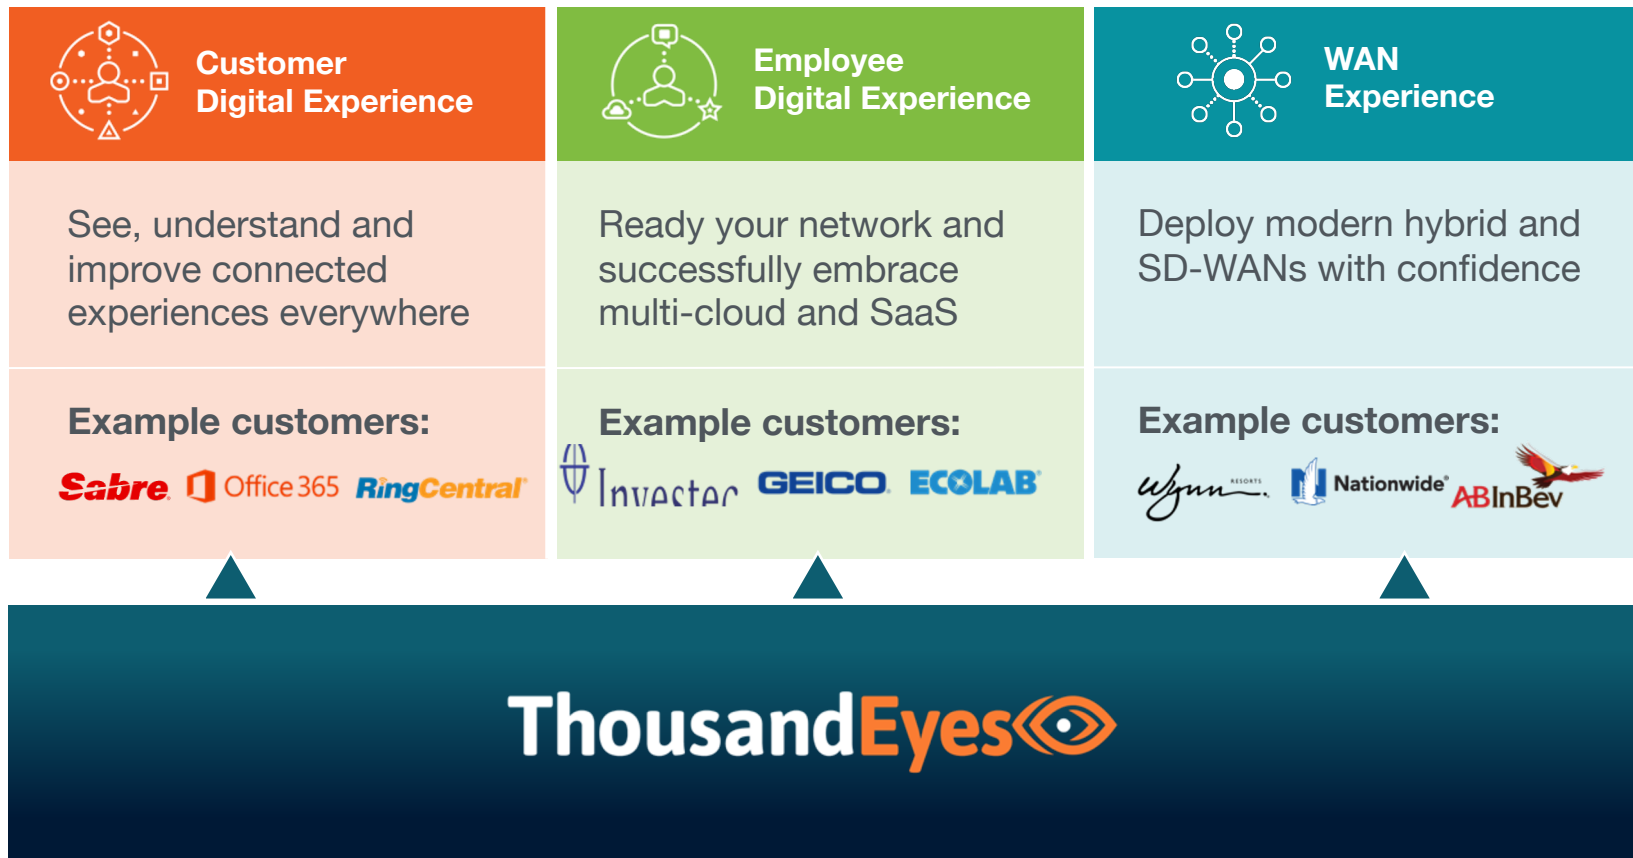 Customer
Digital Experience
See, understand and
improve connected
experiences everywhere
Example customers:
Sabre
Office 365
RingCentral
Employee
Digital Experience
Ready your network and
successfully embrace
multi-cloud and SaaS
Example customers:
GEICO
ECOLAB
WAN
Experience
Deploy modern hybrid and
SD-WANs with confidence
Example customers:
Wynn RESORTS
Nationwide
ABInBev
ThousandEyes